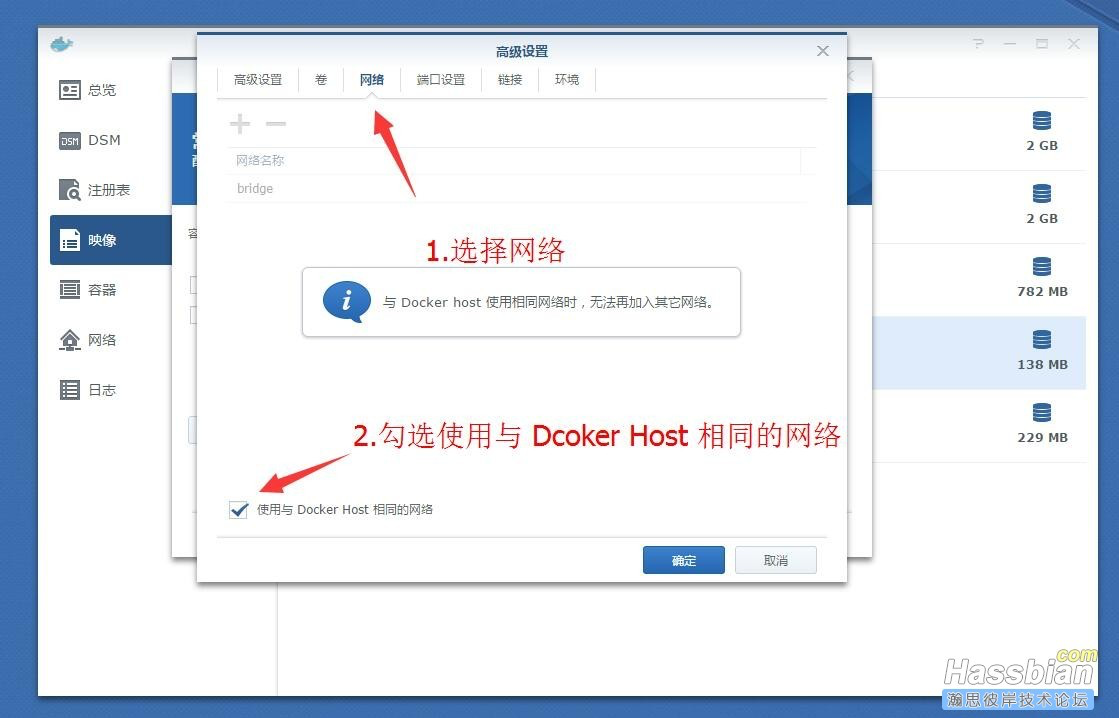 高级设置
高级设置
卷
网络
端口设置
链接
环境
总览
DSM
DSM
注册表
映像
容器
网络
日志
网络名称
bridge
1.选择网络
与 Docker host 使用相同网络时，无法再加入其它网络。
2.勾选使用与 Dcoker Host 相同的网络
使用与 Docker Host 相同的网络
确定
取消
2 GB
2 GB
782 MB
138 MB
229 MB
Hassbian.com
瀚思彼岸技术论坛